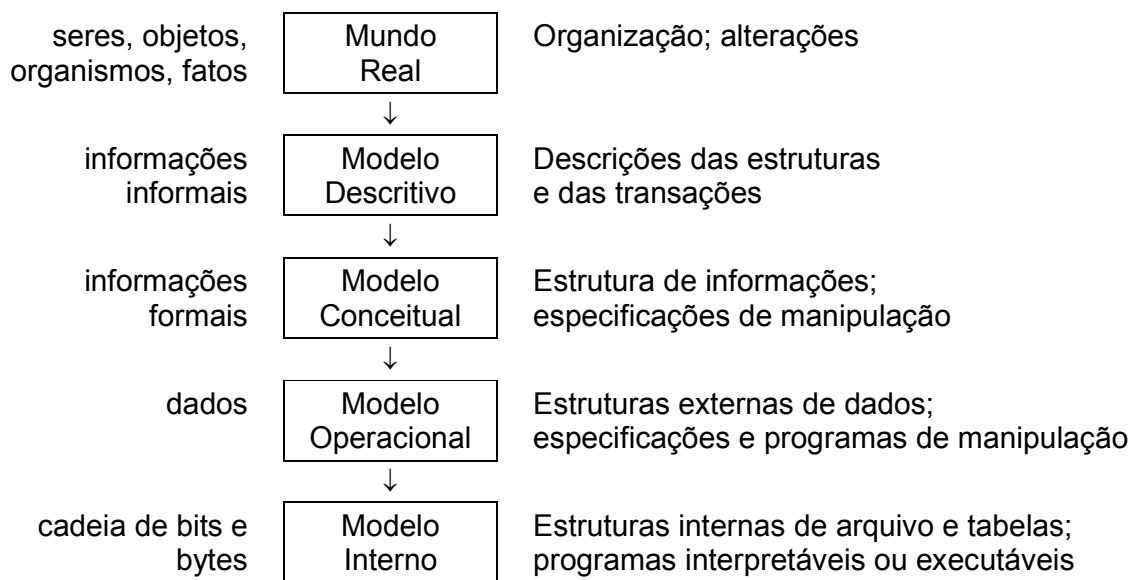 seres, objetos, Mundo Organização; alterações
organismos, fatos Real
↓
informações Modelo Descrições das estruturas
informais Descritivo e das transações
↓
informações Modelo Estrutura de informações;
formais Conceitual especificações de manipulação
↓
dados Modelo Estruturas externas de dados;
Operacional especificações e programas de manipulação
↓
cadeia de bits e Modelo Estruturas internas de arquivo e tabelas;
bytes Interno programas interpretáveis ou executáveis